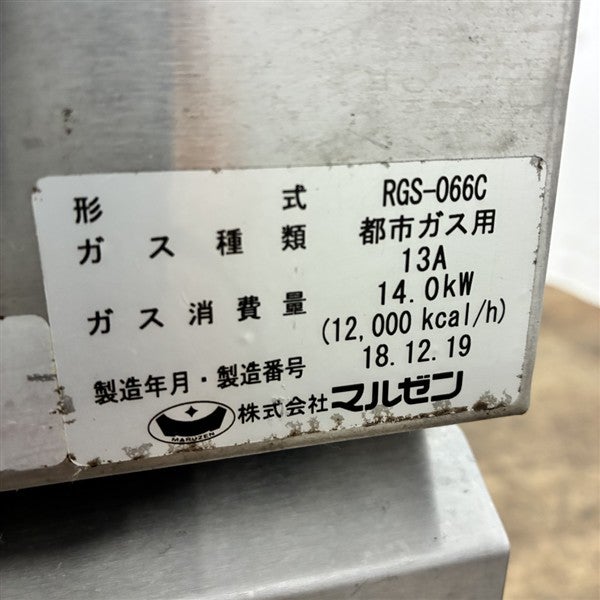 形式 RGS-066C
ガス種類 都市ガス用
13A
ガス消費量 14.0kW
(12,000kcal/h)
製造年月・製造番号 18.12.19
MARUZEN 株式会社マルゼン